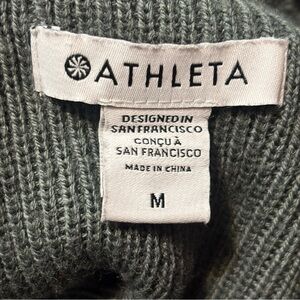 ATHLETA
DESIGNED IN
SAN FRANCISCO
CONÇU À
SAN FRANCISCO
MADE IN CHINA
M